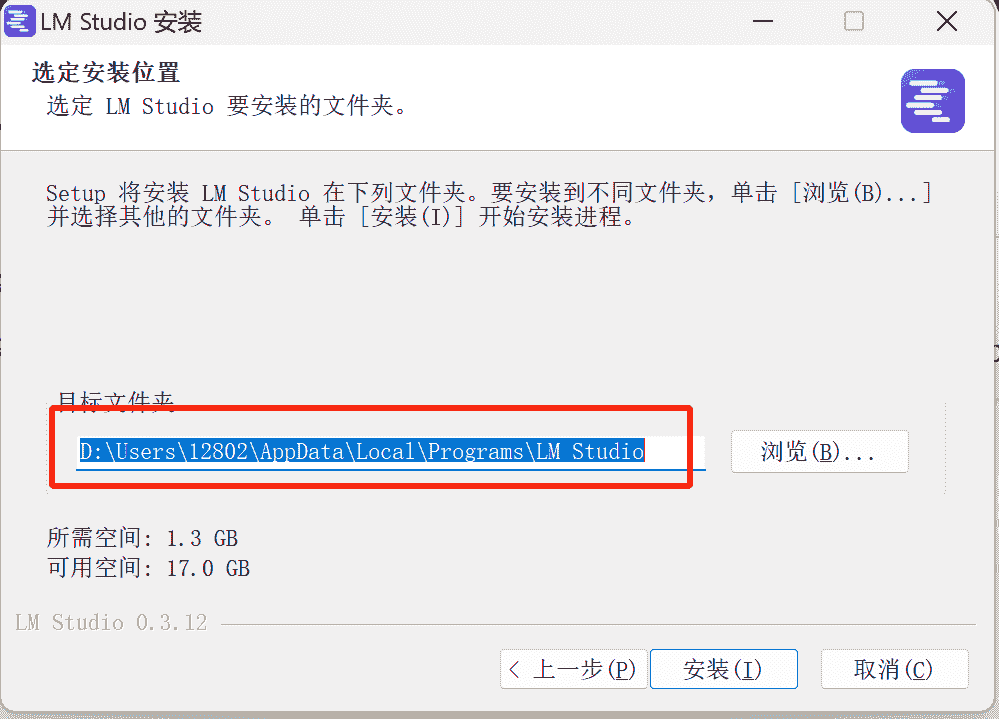 LM Studio 安装
选定安装位置
选定 LM Studio 要安装的文件夹。
Setup 将安装 LM Studio 在下列文件夹。要安装到不同文件夹，单击 [浏览(B)...]
并选择其他的文件夹。 单击 [安装(I)] 开始安装进程。
目标文件夹
D:\Users\12802\AppData\Local\Programs\LM Studio
浏览(B)...
所需空间: 1.3 GB
可用空间: 17.0 GB
LM Studio 0.3.12
< 上一步(P)
安装(I)
取消(C)